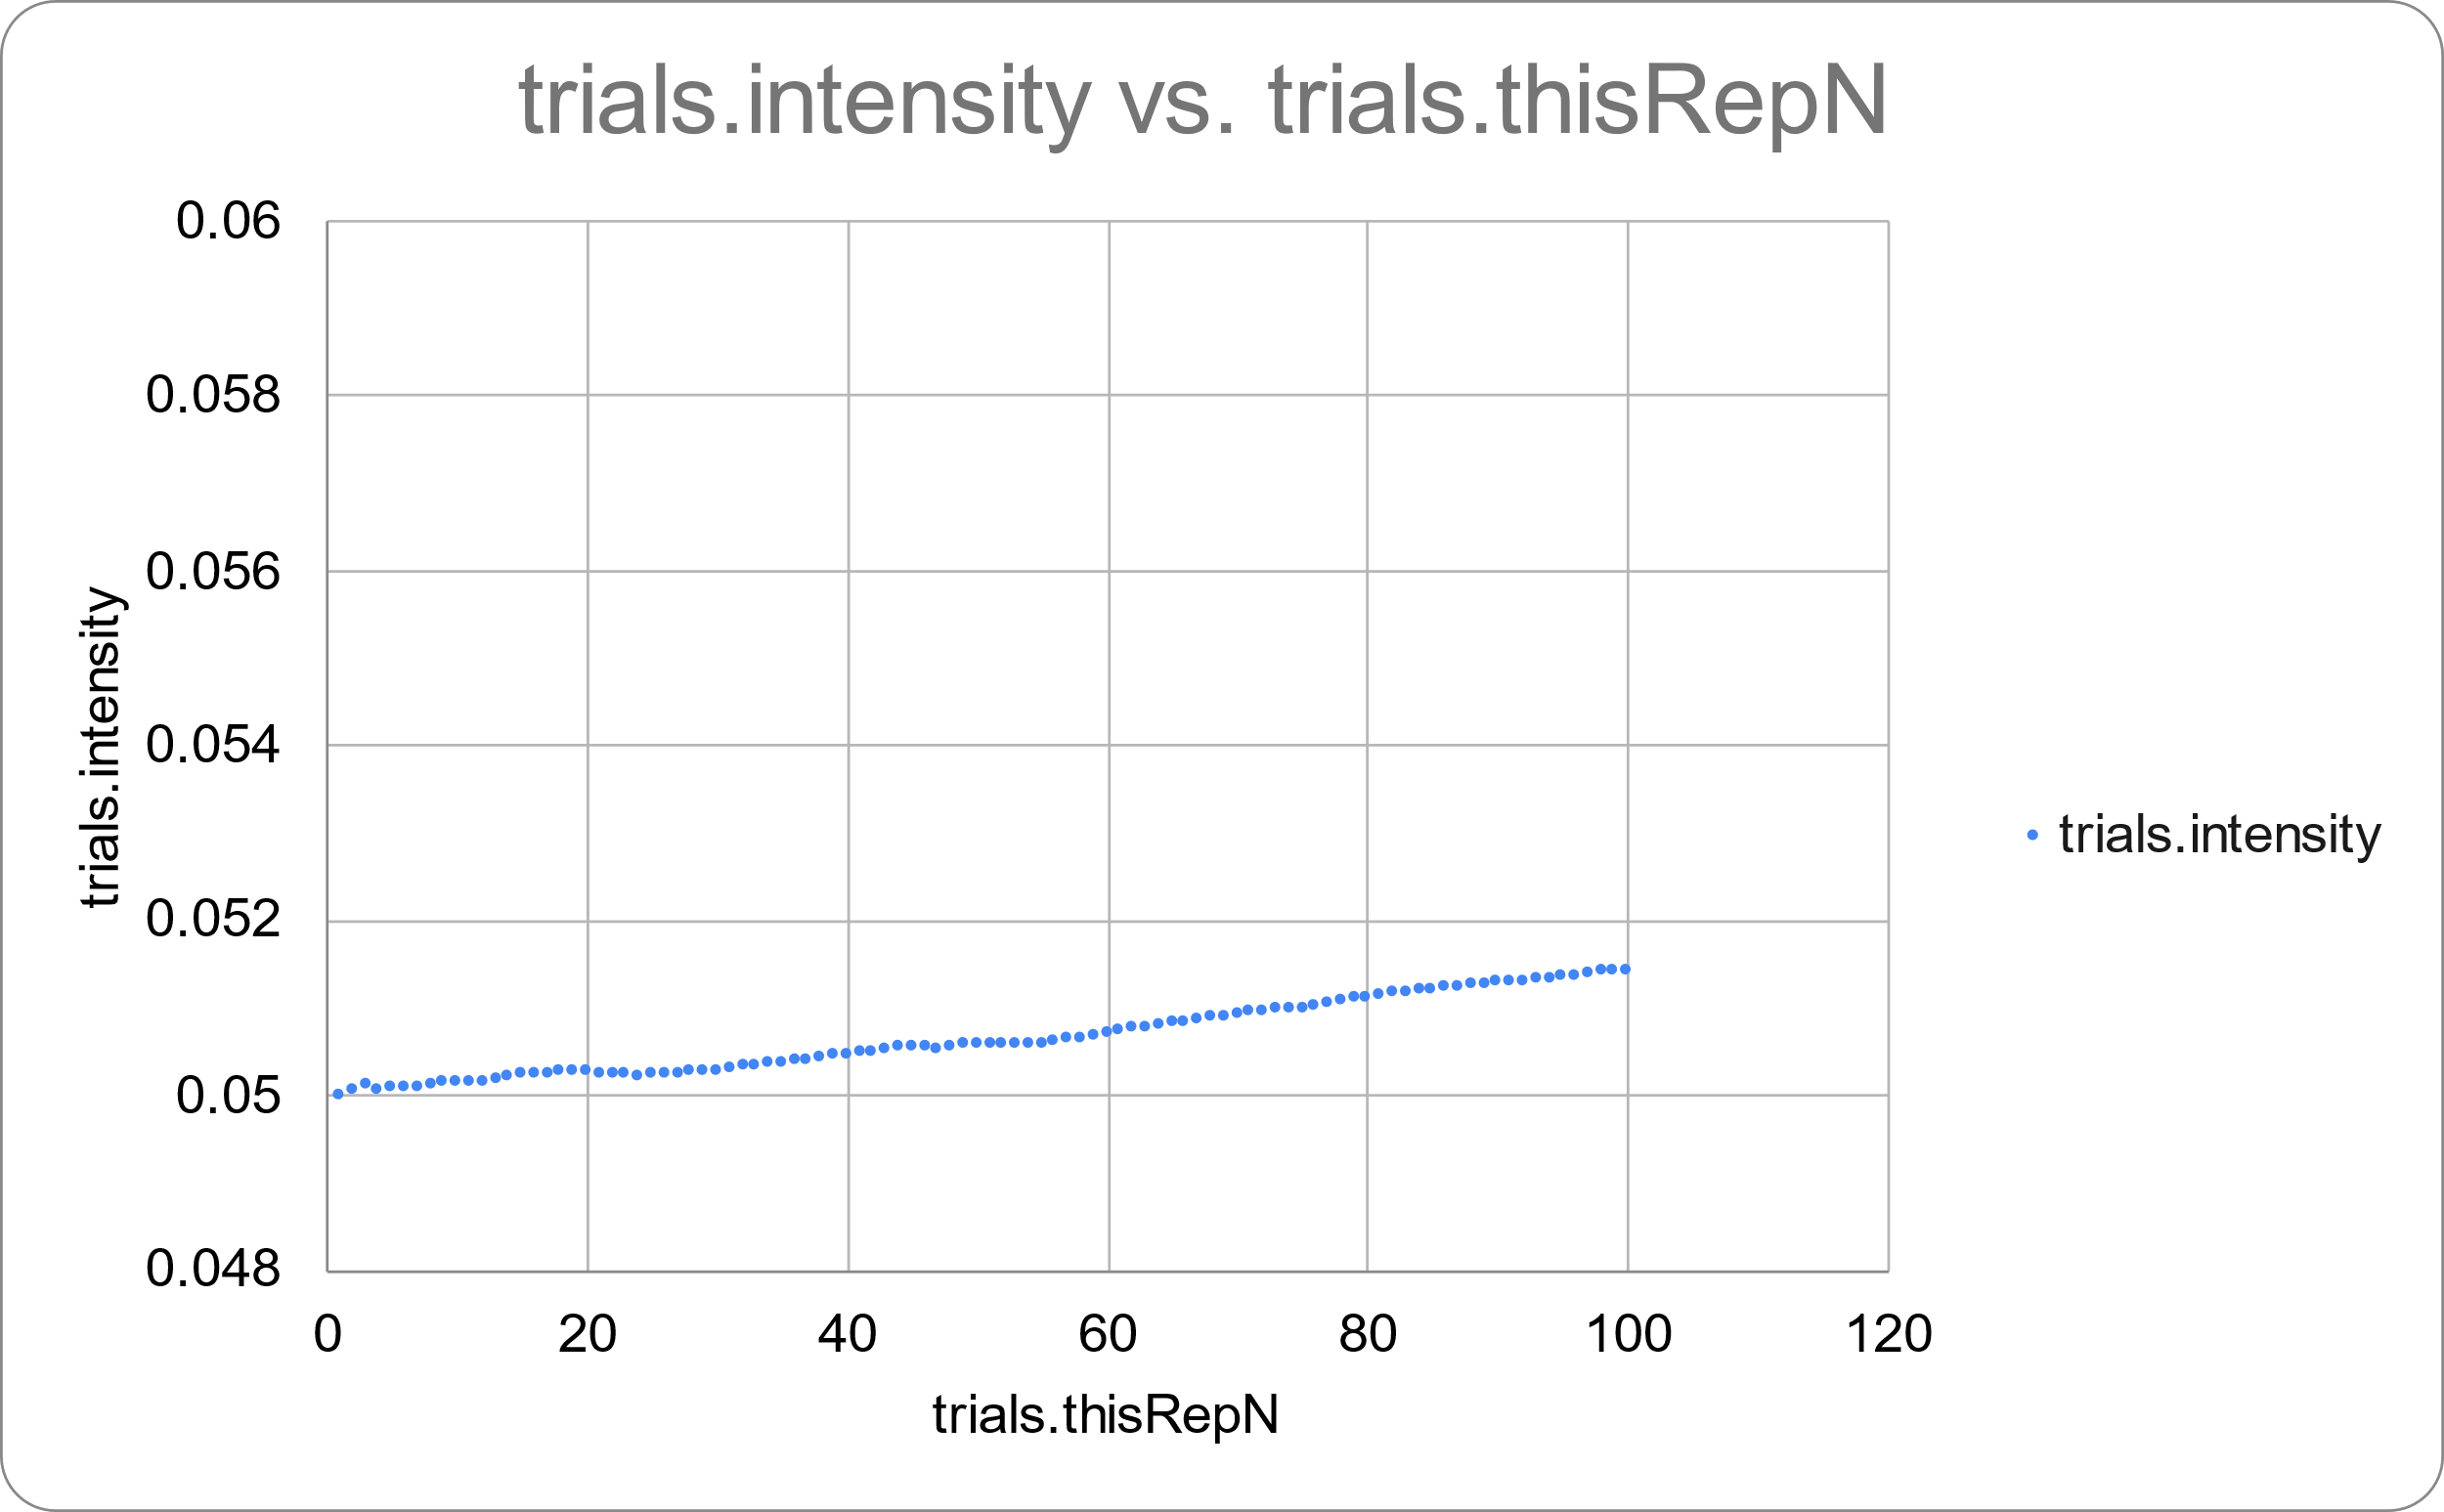 trials.intensity vs. trials.thisRepN
0.06
0.058
0.056
0.054
0.052
0.05
0.048
trials.intensity
0 20 40 60 80 100 120
trials.thisRepN
trials.intensity